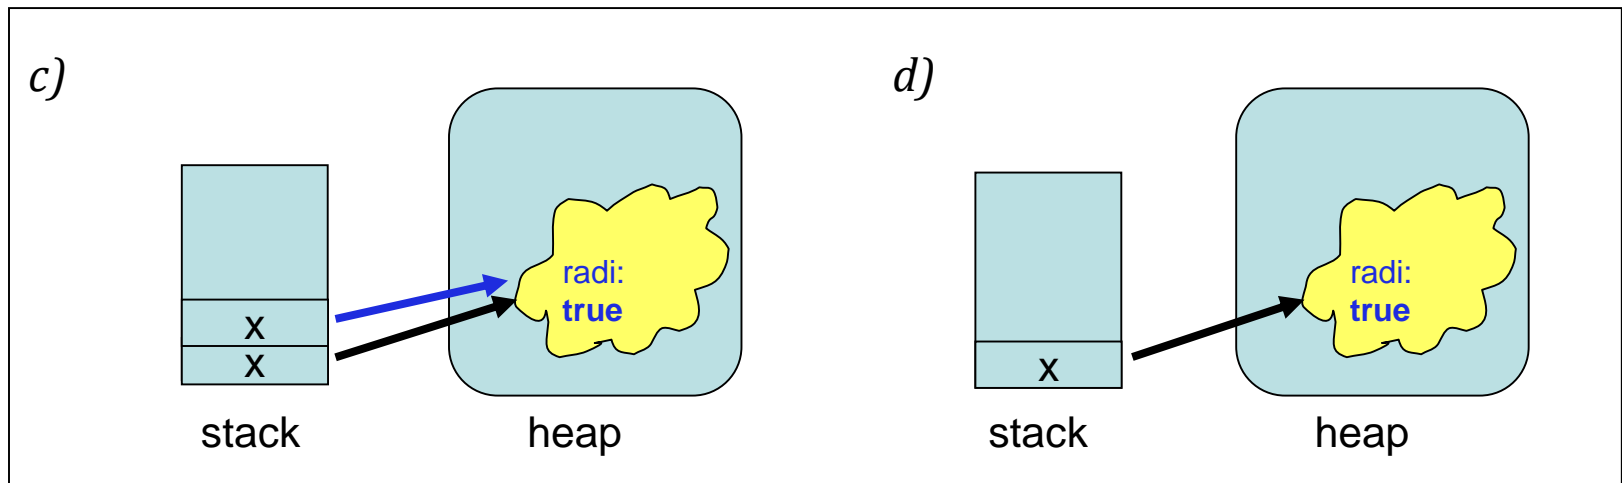 c)
radi:
true
x
x
stack
heap
d)
radi:
true
x
stack
heap